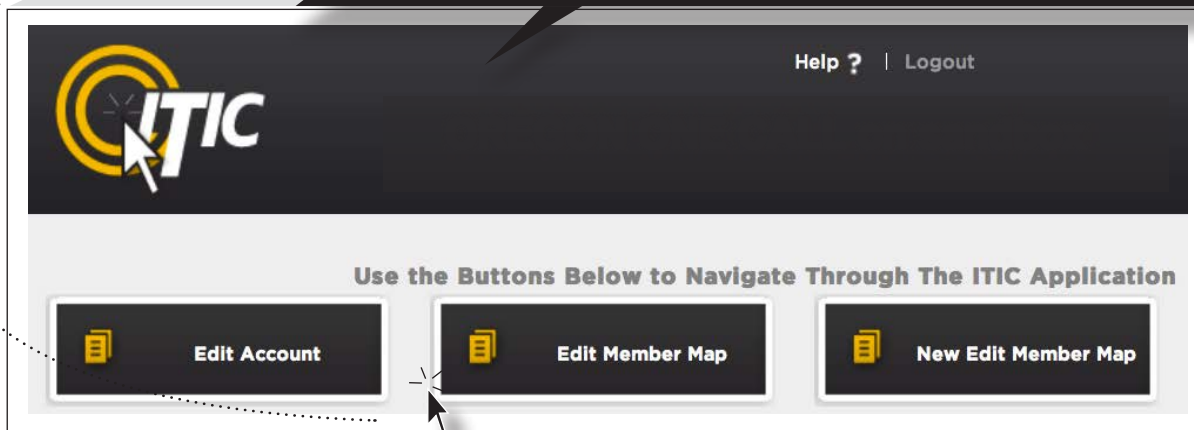 Help ? | Logout
ITIC
Use the Buttons Below to Navigate Through The ITIC Application
Edit Account
Edit Member Map
New Edit Member Map